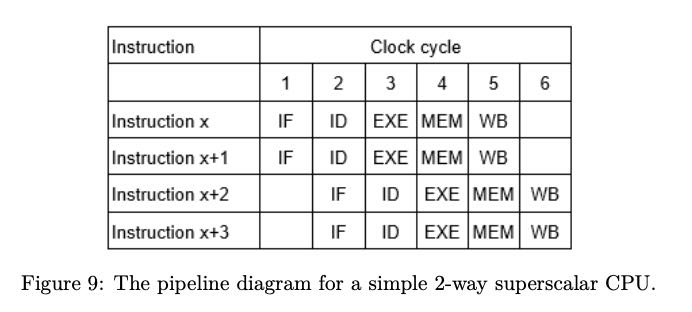 Instruction Clock cycle
1 2 3 4 5 6
Instruction x IF ID EXE MEM WB
Instruction x+1 IF ID EXE MEM WB
Instruction x+2 IF ID EXE MEM WB
Instruction x+3 IF ID EXE MEM WB
Figure 9: The pipeline diagram for a simple 2-way superscalar CPU.